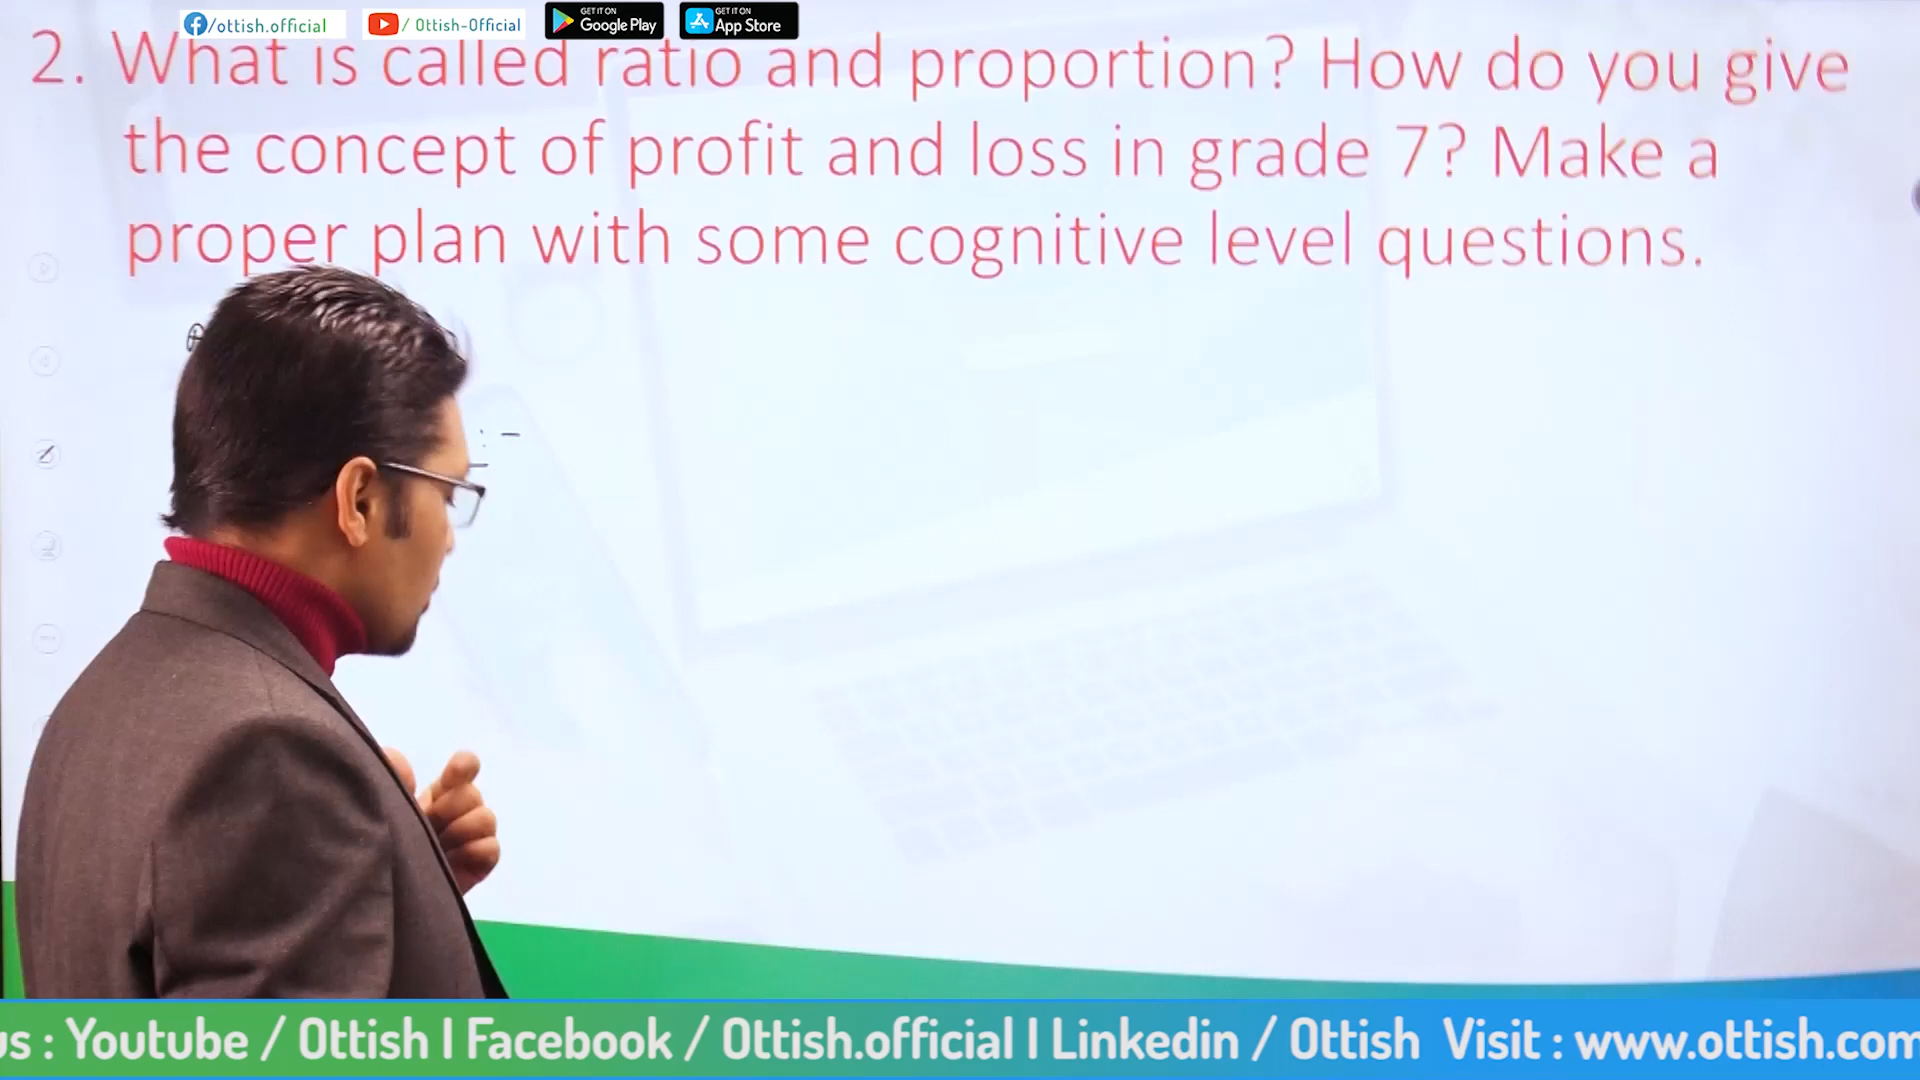 /ottish.official
/ Ottish-Official
GET IT ON
Google Play
GET IT ON
App Store
2. What is called ratio and proportion? How do you give
the concept of profit and loss in grade 7? Make a
proper plan with some cognitive level questions.
us : Youtube / Ottish I Facebook / Ottish.official I Linkedin / Ottish Visit : www.ottish.com